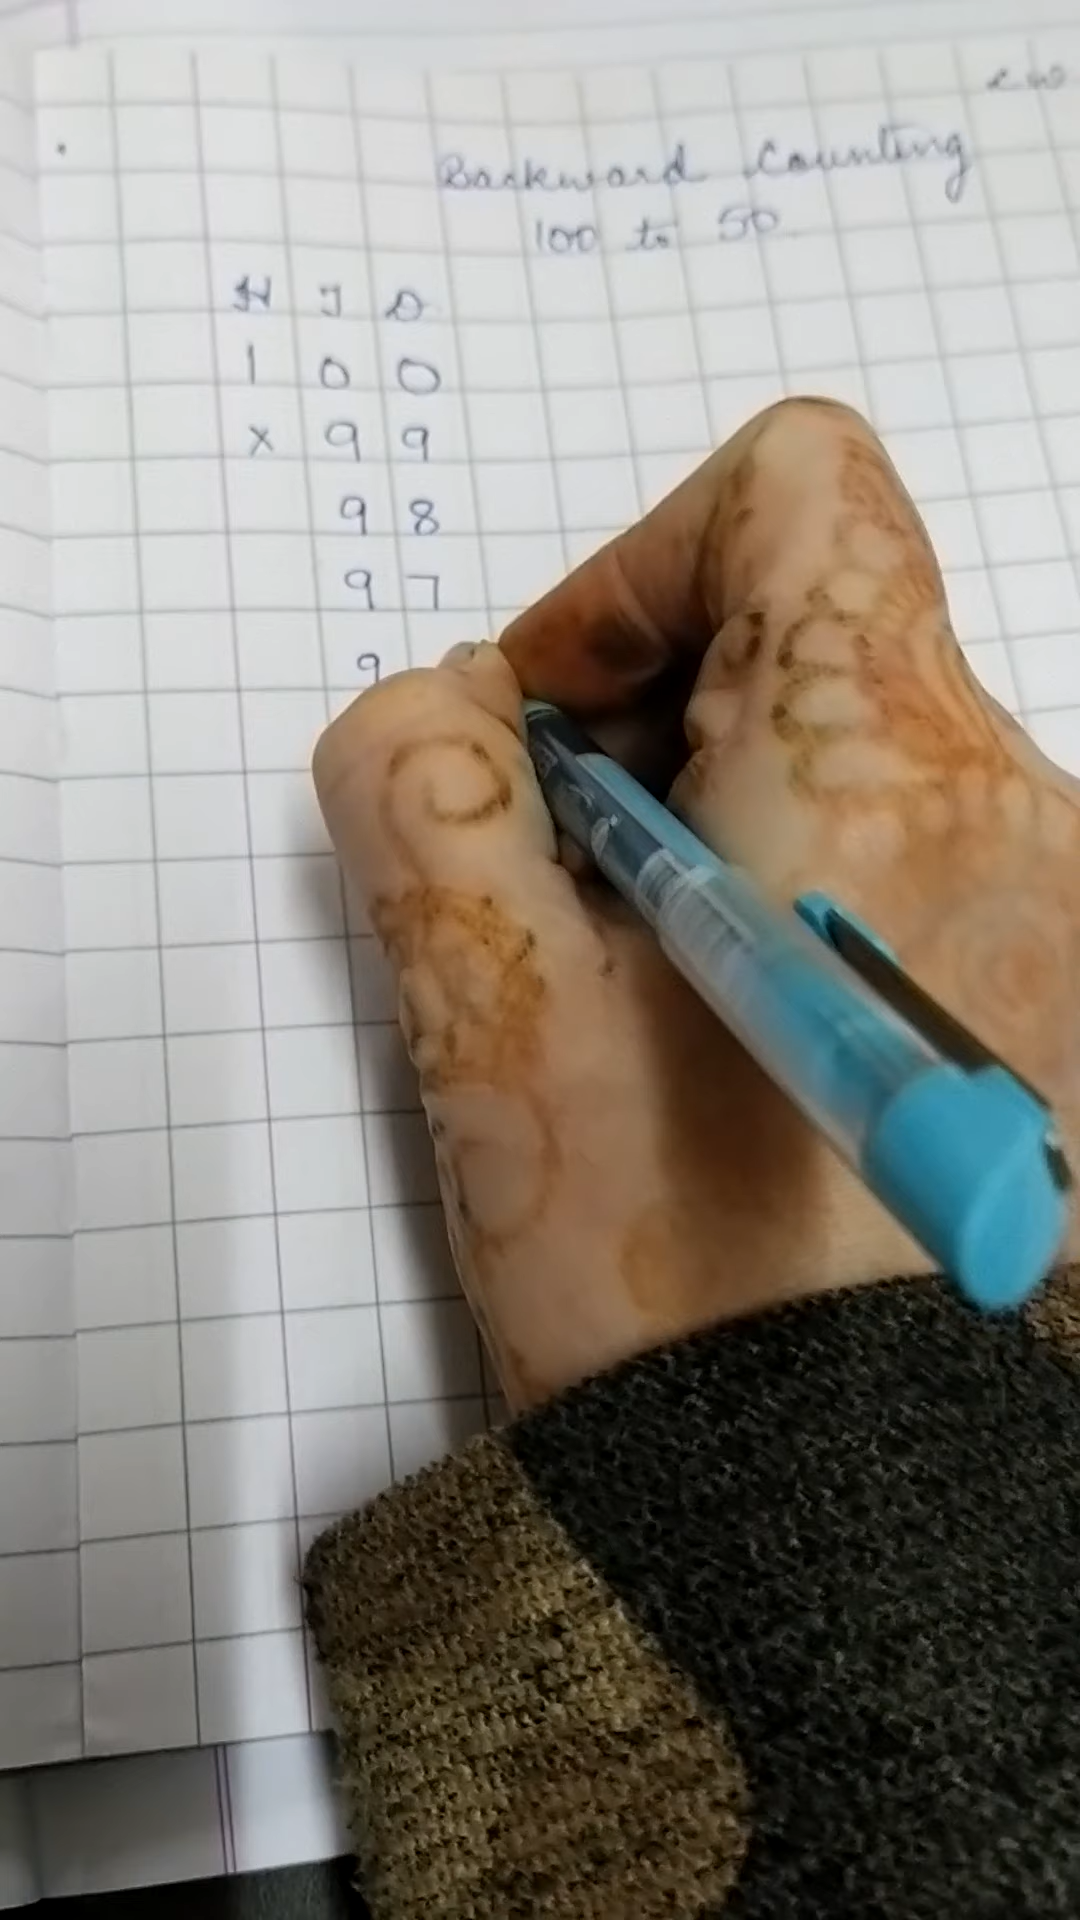 c.w
Backward Counting
100 to 50
H T O
1 0 0
x 9 9
9 8
9 7
9